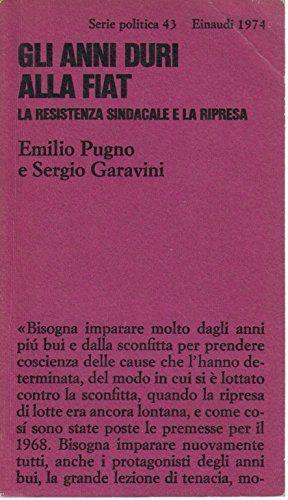 Serie politica 43 Einaudi 1974
GLI ANNI DURI
ALLA FIAT
LA RESISTENZA SINDACALE E LA RIPRESA
Emilio Pugno
e Sergio Garavini
«Bisogna imparare molto dagli anni
piú bui e dalla sconfitta per prendere
coscienza delle cause che l'hanno de-
terminata, del modo in cui si è lottato
contro la sconfitta, quando la ripresa
di lotte era ancora lontana, e come co-
sí sono state poste le premesse per il
1968. Bisogna imparare nuovamente
tutti, anche i protagonisti degli anni
bui, la grande lezione di tenacia, mo-